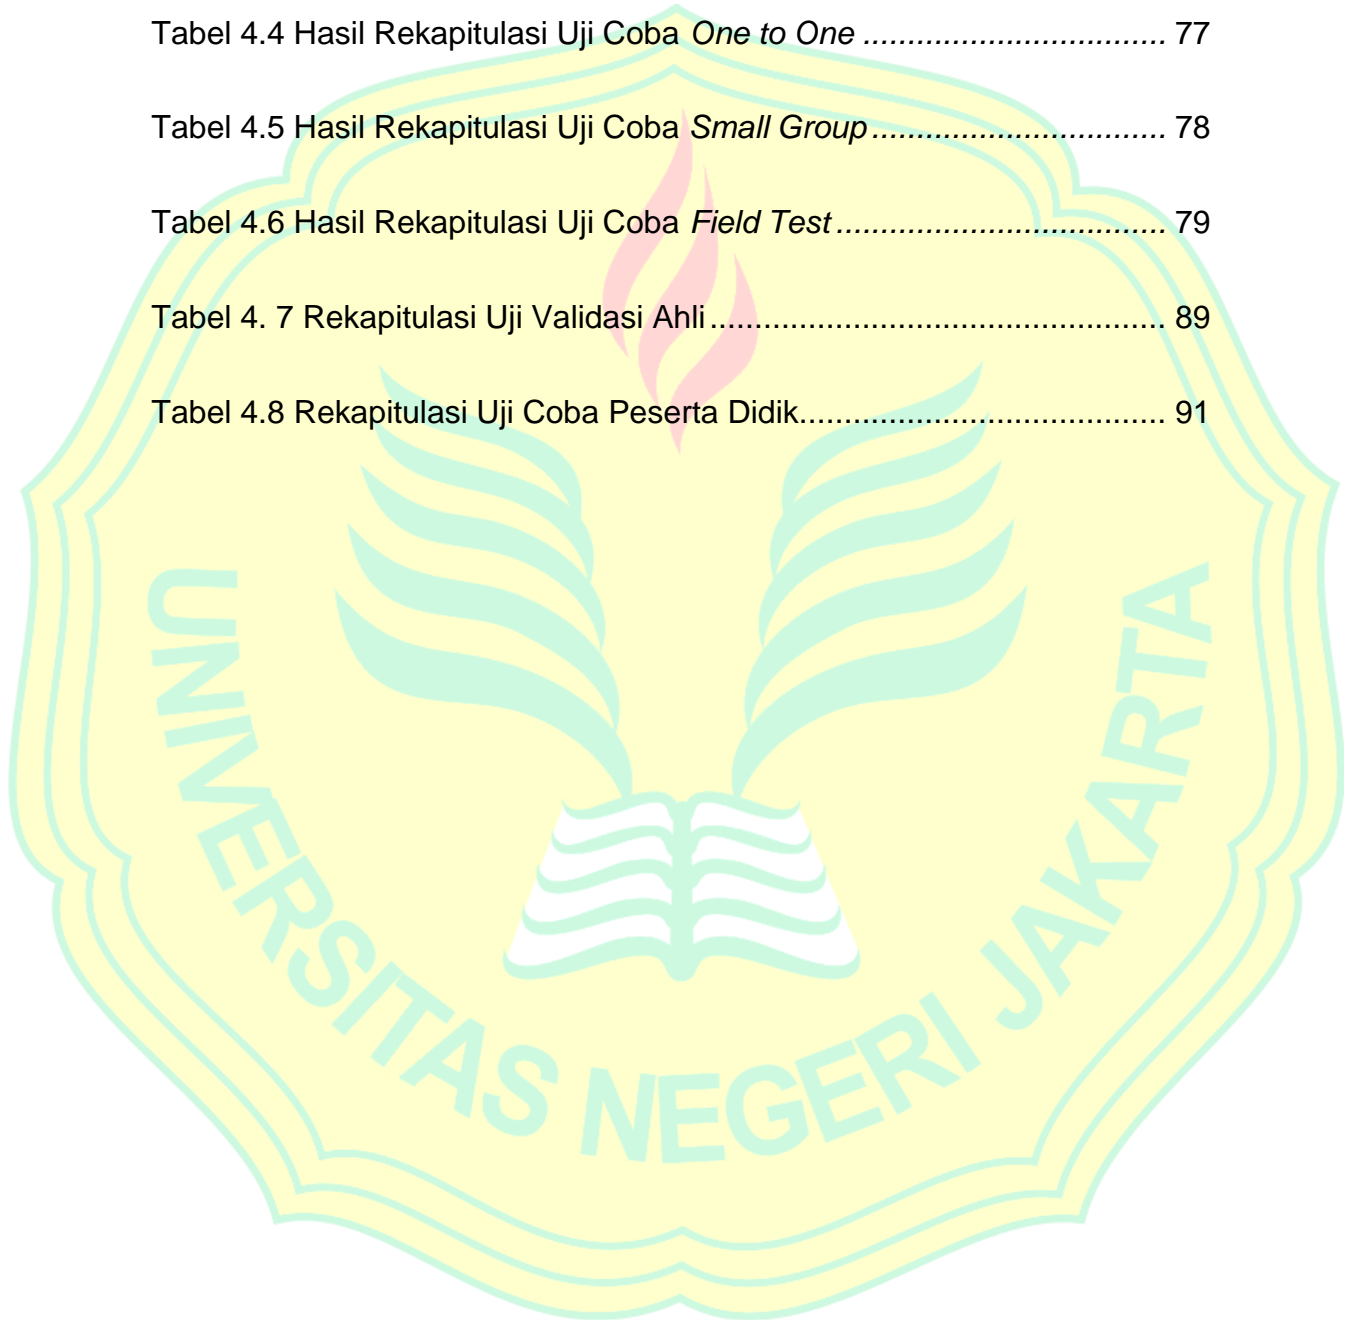 Tabel 4.4 Hasil Rekapitulasi Uji Coba One to One .................................. 77
Tabel 4.5 Hasil Rekapitulasi Uji Coba Small Group ................................. 78
Tabel 4.6 Hasil Rekapitulasi Uji Coba Field Test ..................................... 79
Tabel 4. 7 Rekapitulasi Uji Validasi Ahli ................................................... 89
Tabel 4.8 Rekapitulasi Uji Coba Peserta Didik......................................... 91
UNIVERSITAS NEGERI JAKARTA